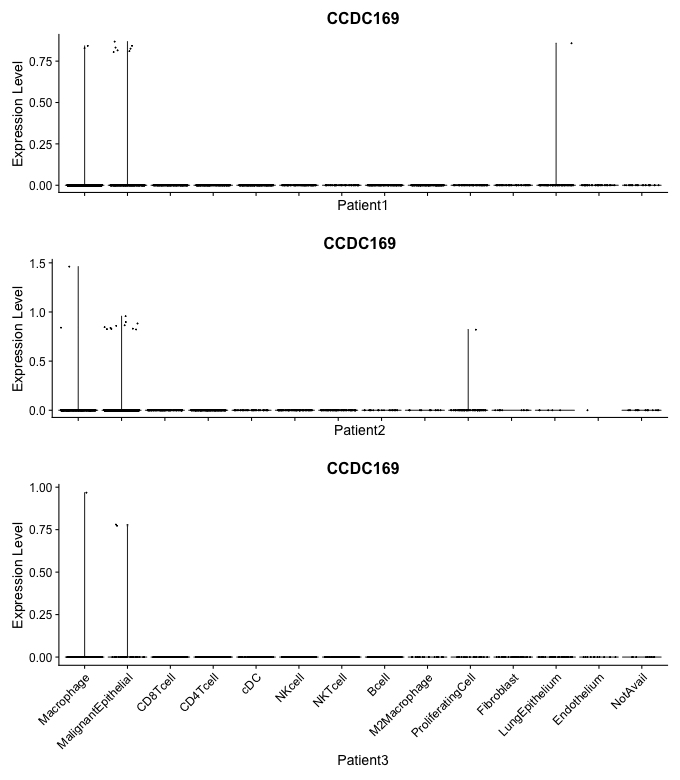 CCDC169
Expression Level
0.75
0.50
0.25
0.00
Patient1
CCDC169
Expression Level
1.5
1.0
0.5
0.0
Patient2
CCDC169
Expression Level
1.00
0.75
0.50
0.25
0.00
Macrophage
MalignantEpithelial
CD8Tcell
CD4Tcell
cDC
NKcell
NKTcell
Bcell
M2Macrophage
ProliferatingCell
Fibroblast
LungEpithelium
Endothelium
NotAvail
Patient3